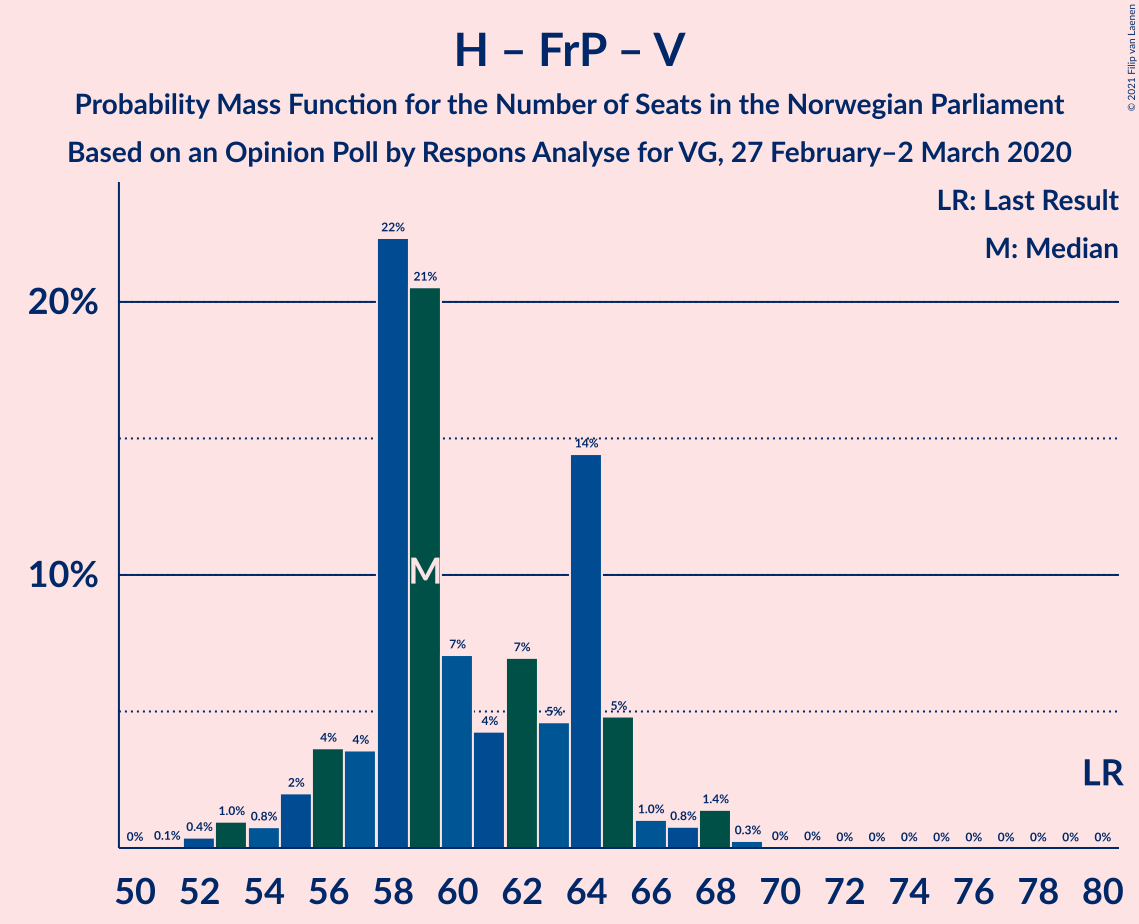 H – FrP – V
Probability Mass Function for the Number of Seats in the Norwegian Parliament
Based on an Opinion Poll by Respons Analyse for VG, 27 February–2 March 2020
© 2021 Filip van Laenen
LR: Last Result
M: Median
20%
10%
0% 0.1% 0.4% 1.0% 0.8% 2% 4% 4% 22% 21% 7% 4% 7% 5% 14% 5% 1.0% 0.8% 1.4% 0.3% 0% 0% 0% 0% 0% 0% 0% 0% 0% 0% 0%
M
LR
50 52 54 56 58 60 62 64 66 68 70 72 74 76 78 80